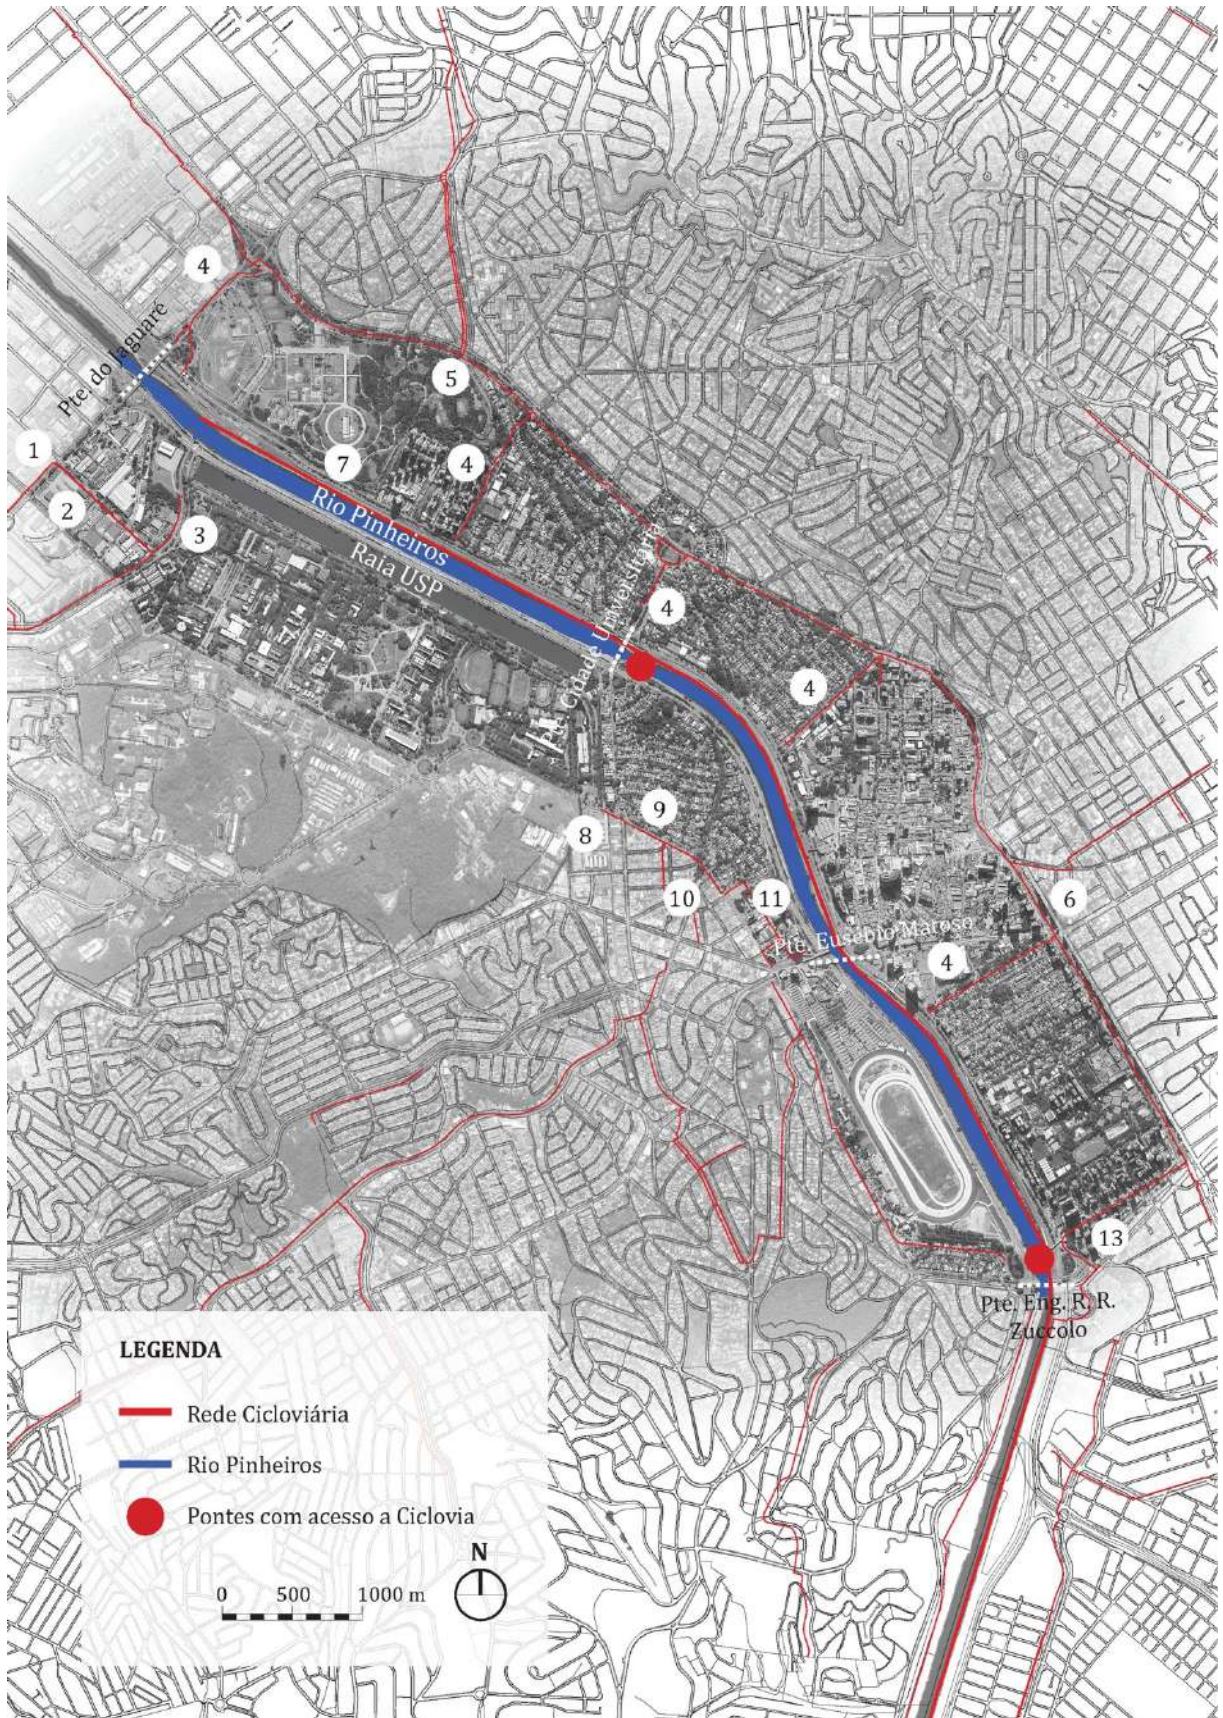 4
Pte. do Jaguaré
5
1
7
4
2
Rio Pinheiros
3
Raia USP
Cidade Universitária
4
4
9
8
10
11
6
Pte. Eusébio Matoso
4
13
Pte. Eng. R. R.
Zuccolo
LEGENDA
Rede Cicloviária
Rio Pinheiros
Pontes com acesso a Ciclovia
N
0 500 1000 m